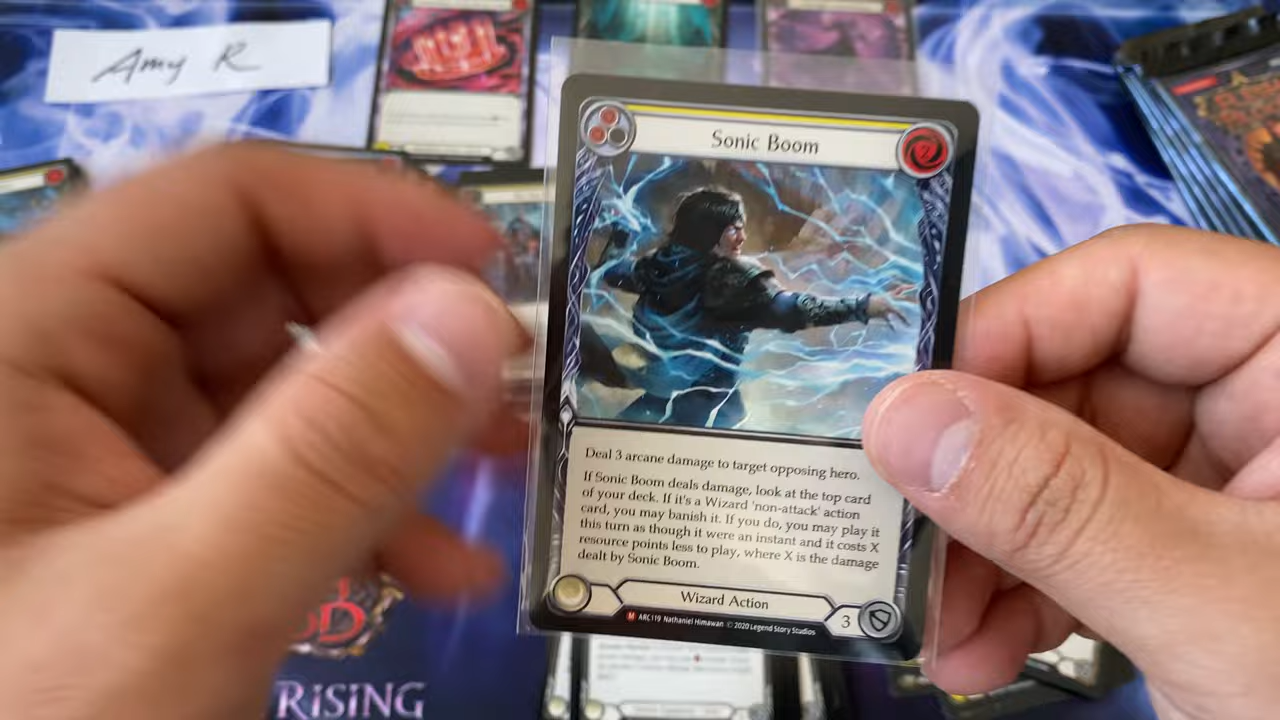 Amy R
Sonic Boom
2
Deal 3 arcane damage to target opposing hero.
If Sonic Boom deals damage, look at the top card
of your deck. If it's a Wizard 'non-attack' action
card, you may banish it. If you do, you may play it
this turn as though it were an instant and it costs X
resource points less to play, where X is the damage
dealt by Sonic Boom.
Wizard Action
3
M ARC119 Nathaniel Himawan © 2020 Legend Story Studios
RISING